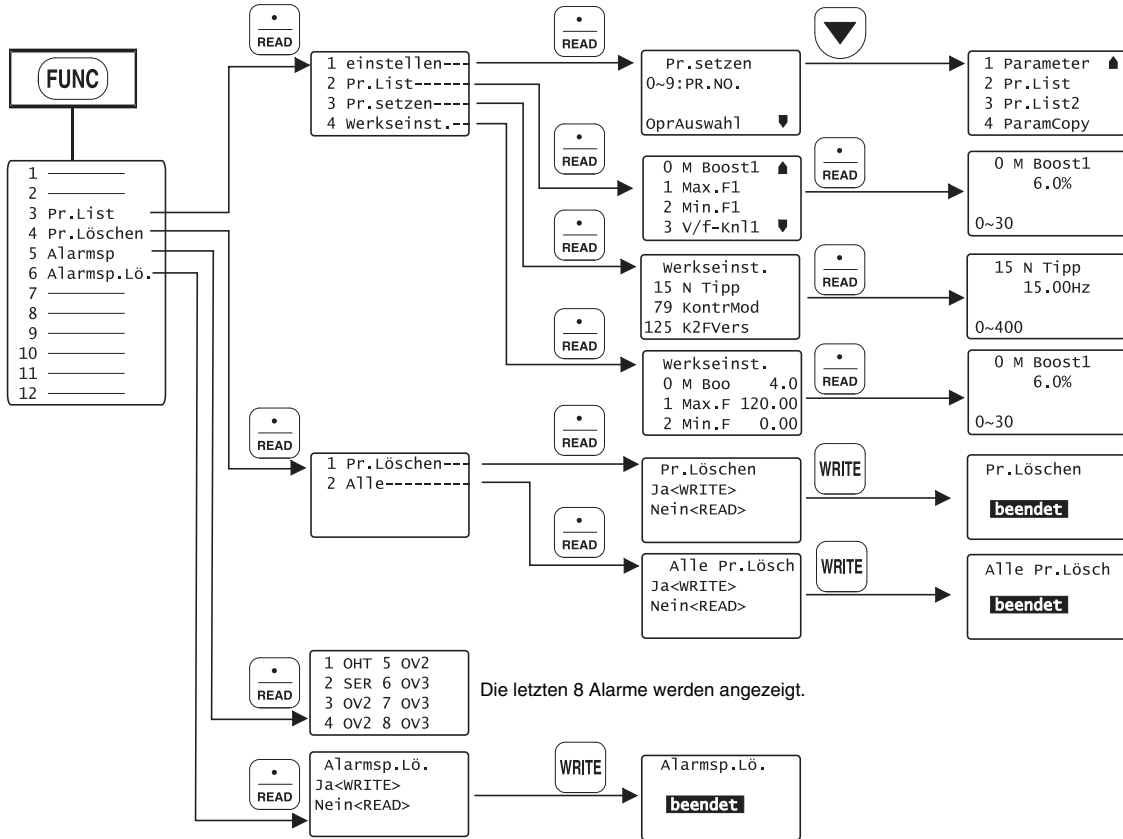 FUNC
1
2
3 Pr.List
4 Pr.Löschen
5 Alarmsp
6 Alarmsp.Lö.
7
8
9
10
11
12
READ
1 einstellen---
2 Pr.List----
3 Pr.setzen----
4 Werkseinst.--
READ
Pr.setzen
0~9:PR.NO.
OprAuswahl
1 Parameter
2 Pr.List
3 Pr.List2
4 ParamCopy
READ
0 M Boost1
1 Max.F1
2 Min.F1
3 V/f-Knl1
READ
0 M Boost1
6.0%
0~30
READ
Werkseinst.
15 N Tipp
79 KontrMod
125 K2FVers
READ
15 N Tipp
15.00Hz
0~400
READ
Werkseinst.
0 M Boo 4.0
1 Max.F 120.00
2 Min.F 0.00
READ
0 M Boost1
6.0%
0~30
READ
1 Pr.Löschen---
2 Alle---------
READ
Pr.Löschen
Ja<WRITE>
Nein<READ>
WRITE
Pr.Löschen
beendet
READ
Alle Pr.Lösch
Ja<WRITE>
Nein<READ>
WRITE
Alle Pr.Lösch
beendet
READ
1 OHT 5 OV2
2 SER 6 OV3
3 OV2 7 OV3
4 OV2 8 OV3
Die letzten 8 Alarme werden angezeigt.
READ
Alarmsp.Lö.
Ja<WRITE>
Nein<READ>
WRITE
Alarmsp.Lö.
beendet